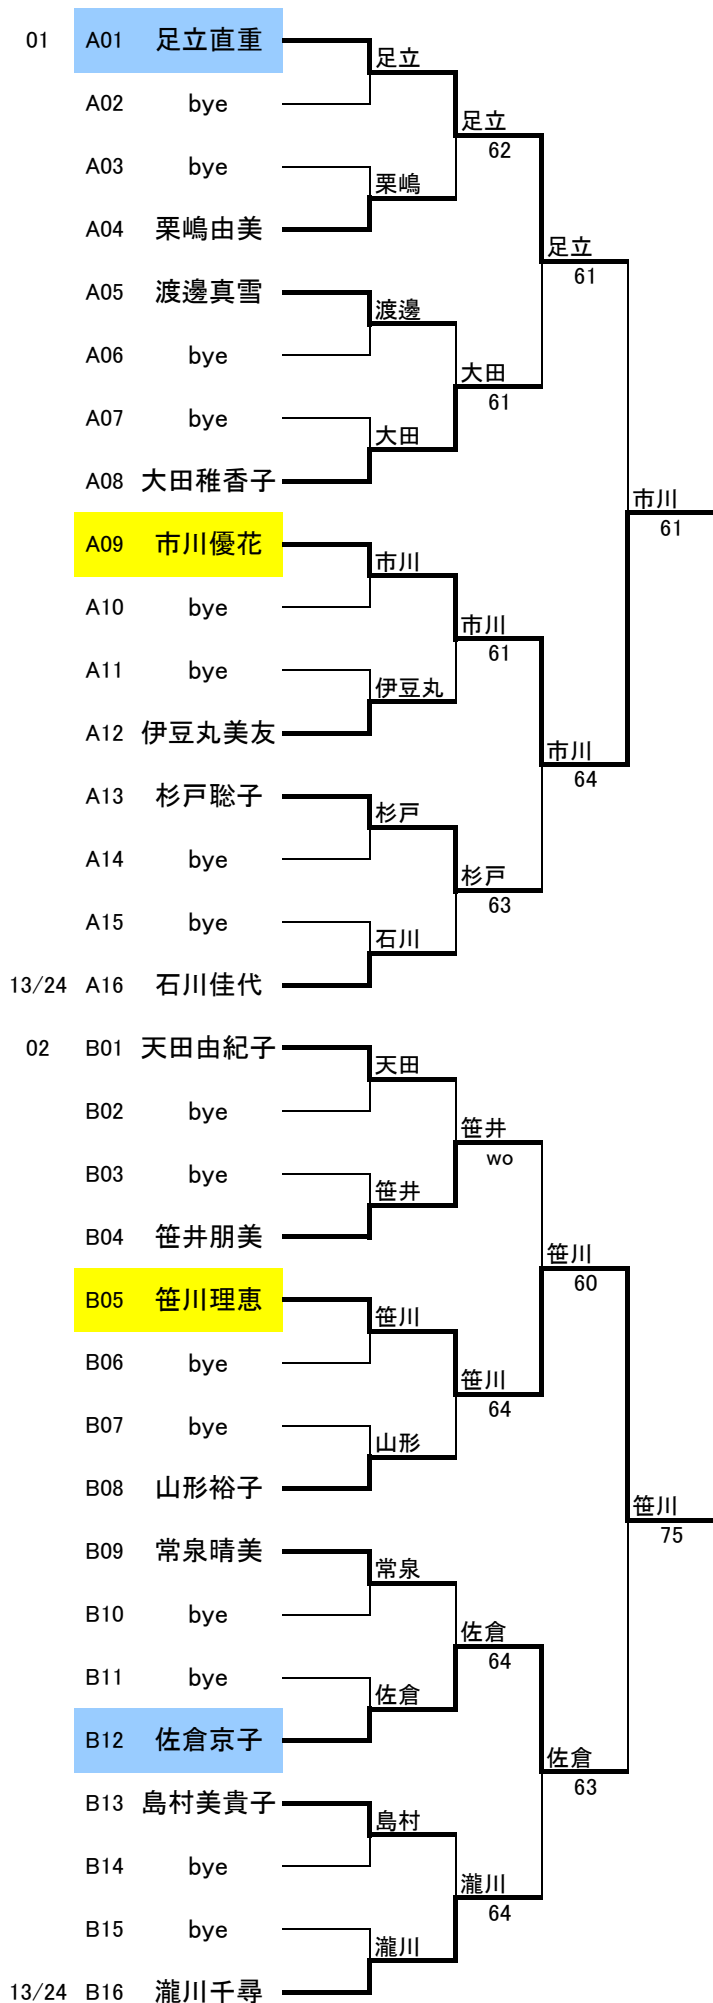 01 A01 足立直重
足立
A02 bye
足立
62
A03 bye
栗嶋
A04 栗嶋由美
足立
61
A05 渡邊真雪
渡邊
A06 bye
大田
61
A07 bye
大田
A08 大田稚香子
市川
61
A09 市川優花
市川
A10 bye
市川
61
A11 bye
伊豆丸
A12 伊豆丸美友
市川
64
A13 杉戸聡子
杉戸
A14 bye
杉戸
63
A15 bye
石川
13/24 A16 石川佳代
02 B01 天田由紀子
天田
B02 bye
笹井
wo
B03 bye
笹井
B04 笹井朋美
笹川
60
B05 笹川理恵
笹川
B06 bye
笹川
64
B07 bye
山形
B08 山形裕子
笹川
75
B09 常泉晴美
常泉
B10 bye
佐倉
64
B11 bye
佐倉
B12 佐倉京子
佐倉
63
B13 島村美貴子
島村
B14 bye
瀧川
64
B15 bye
瀧川
13/24 B16 瀧川千尋